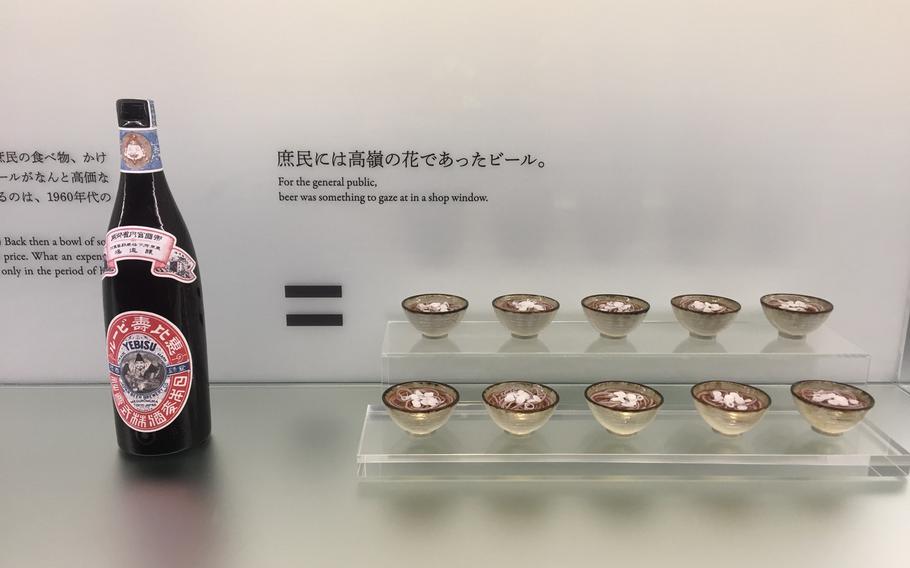 庶民の食べ物、かけ
ールがなんと高価な
るのは、1960年代の
Back then a bowl of
price. What an
only in the period of
庶民には高嶺の花であったビール。
For the general public,
beer was something to gaze at in a shop window.
YEBISU